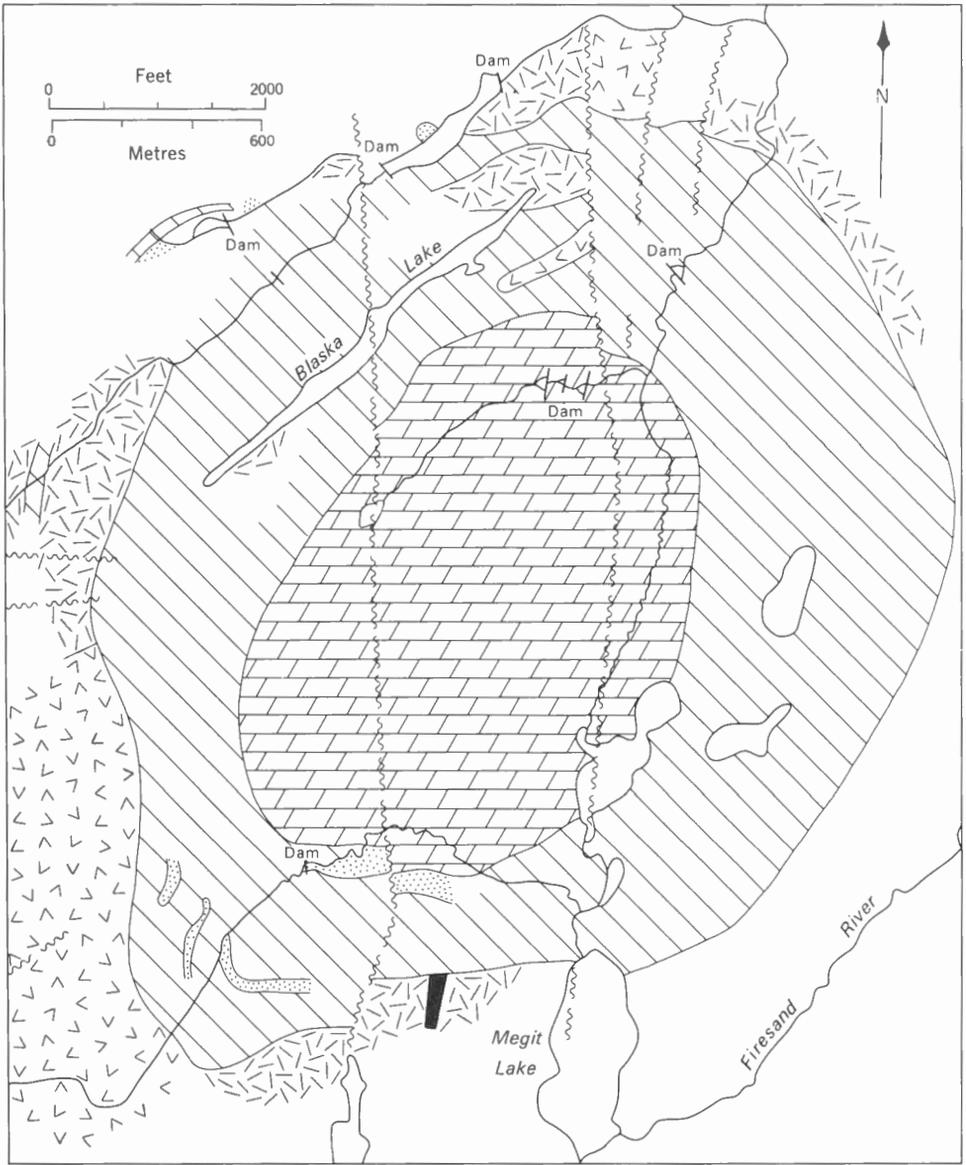 Feet
0 2000
0 600
Metres
Dam
N
Dam
Dam
Lake
Dam
Blaska
Dam
Dam
River
Firesand
Megit
Lake